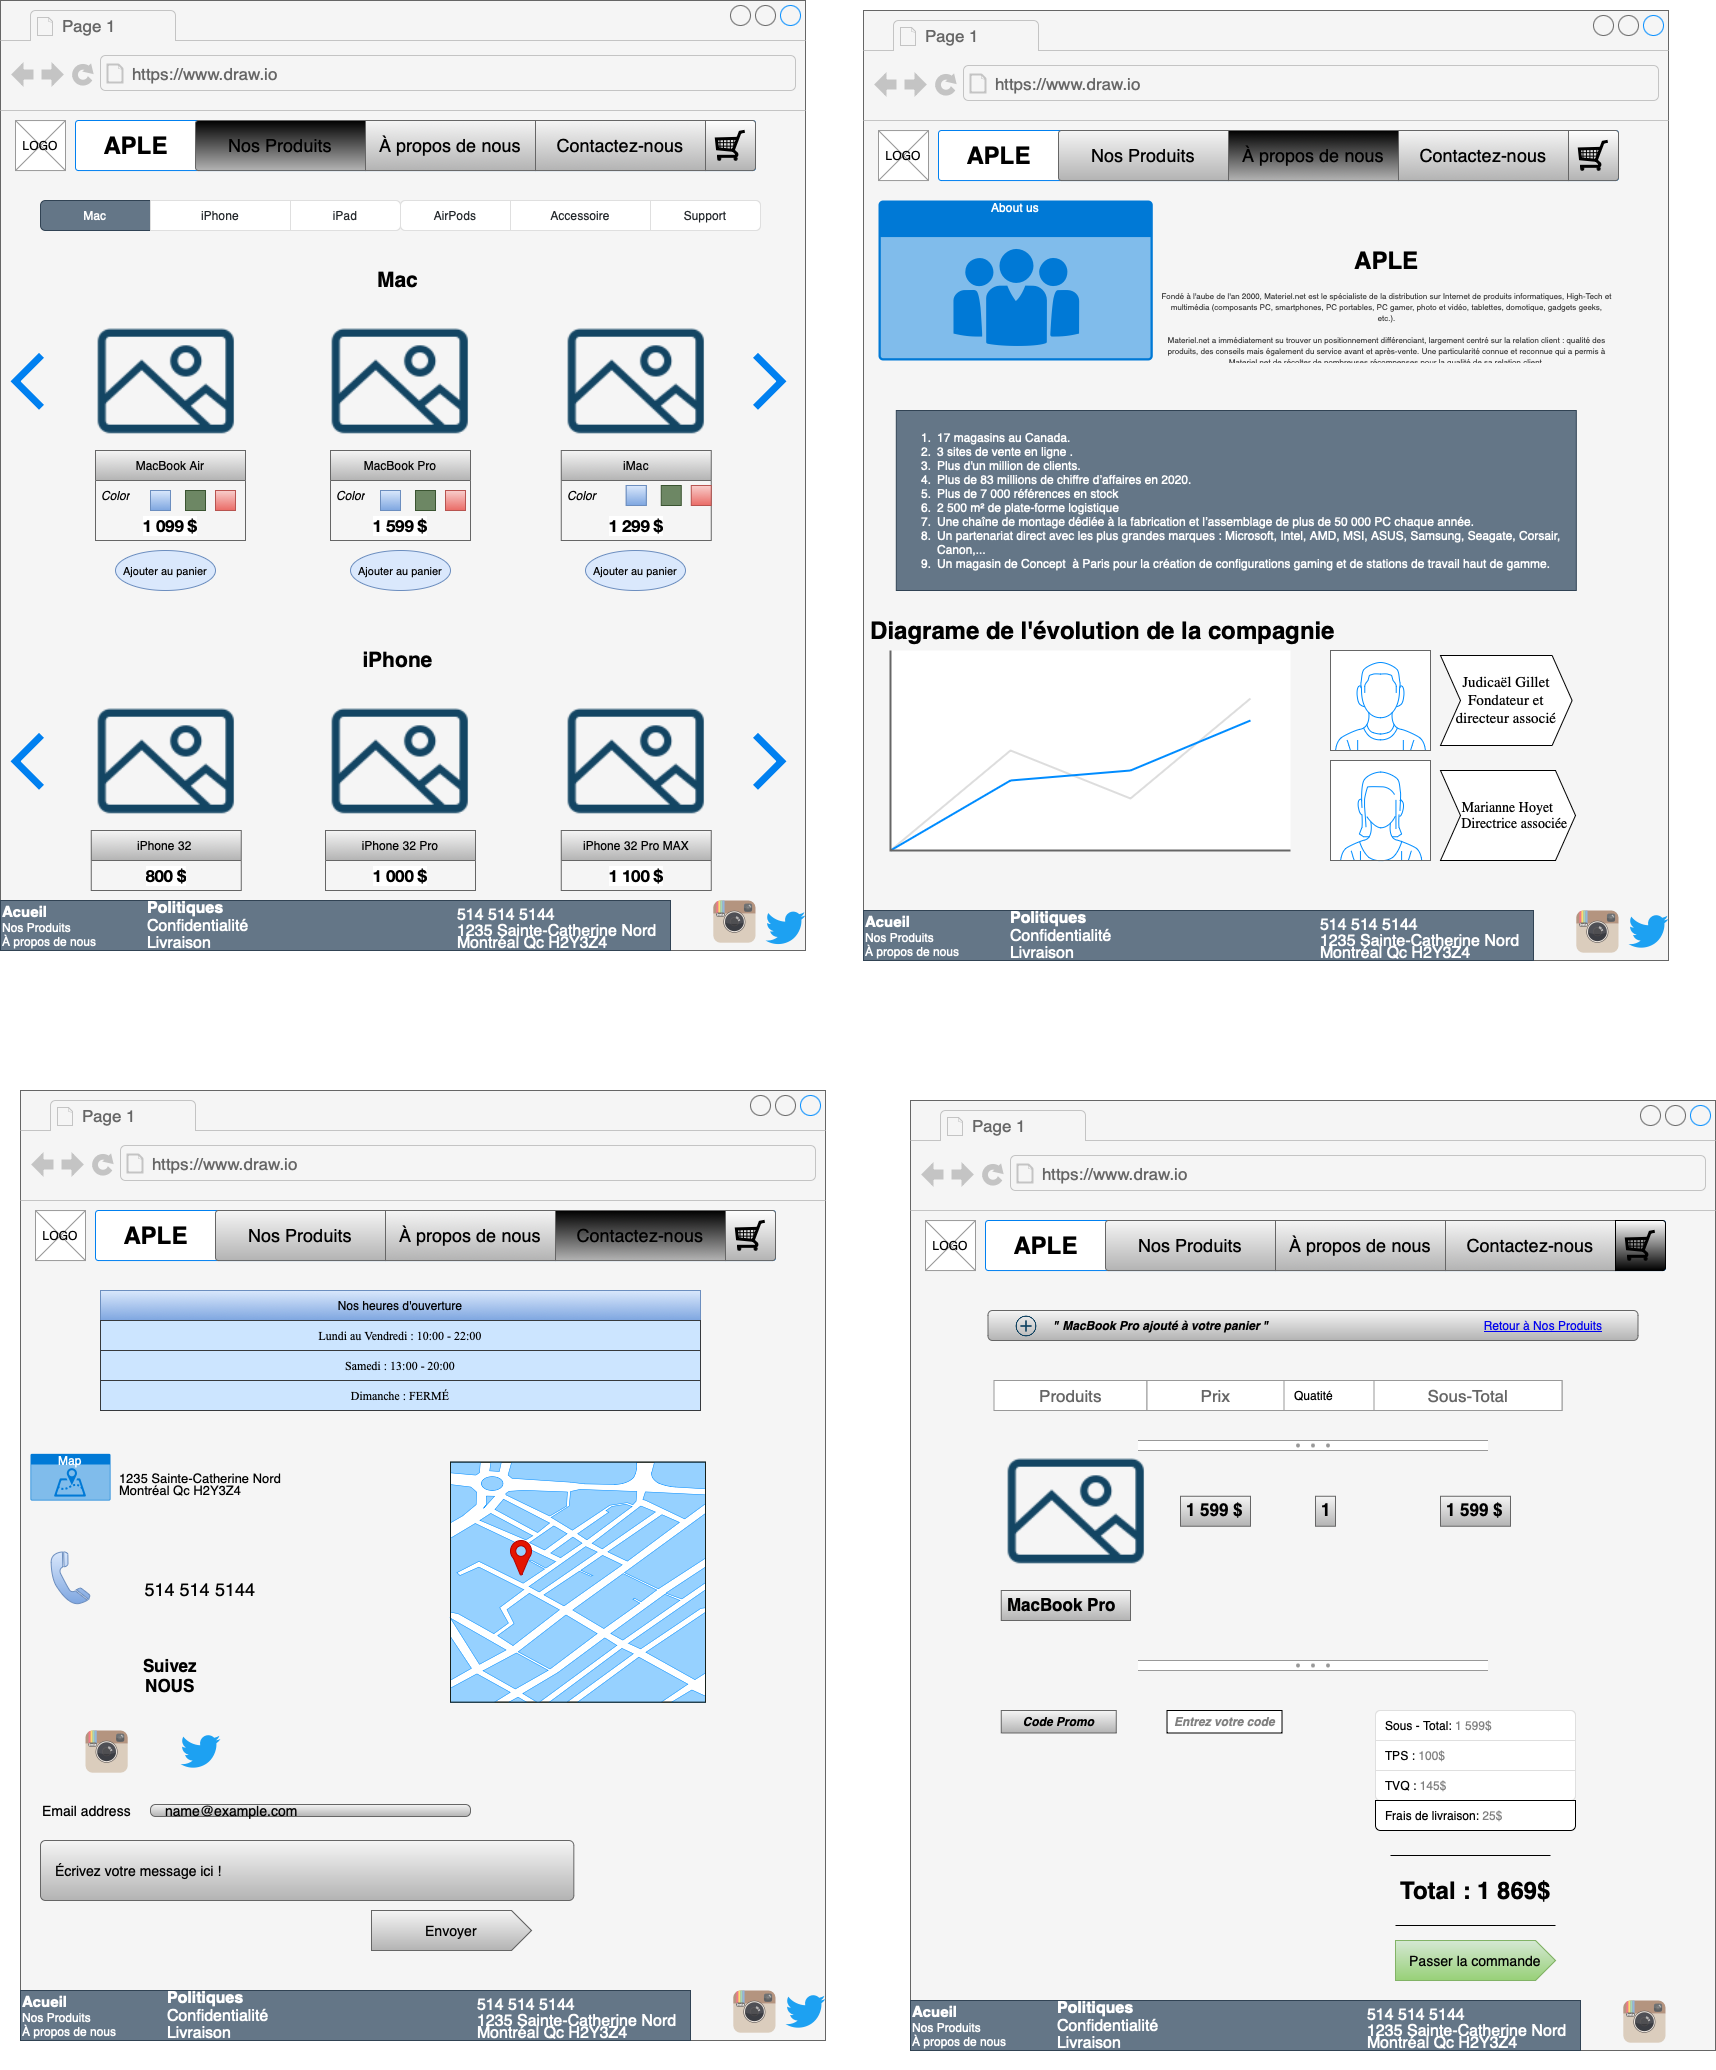 Page 1
https://www.draw.io
LOGO
APLE
Nos Produits
À propos de nous
Contactez-nous
Mac
iPhone
iPad
AirPods
Accessoire
Support
Mac
MacBook Air
MacBook Pro
iMac
Color
Color
Color
1 099 $
1 599 $
1 299 $
Ajouter au panier
Ajouter au panier
Ajouter au panier
iPhone
iPhone 32
iPhone 32 Pro
iPhone 32 Pro MAX
800 $
1 000 $
1 100 $
Acueil
Nos Produits
À propos de nous
Politiques
Confidentialité
Livraison
514 514 5144
1235 Sainte-Catherine Nord
Montréal Qc H2Y3Z4
Page 1
https://www.draw.io
LOGO
APLE
Nos Produits
À propos de nous
Contactez-nous
About us
APLE
Fondé à l'aube de l'an 2000, Materiel.net est le spécialiste de la distribution sur Internet de produits informatiques, High-Tech et
multimédia (composants PC, smartphones, PC portables, PC gamer, photo et vidéo, tablettes, domotique, gadgets geeks,
etc.).
Materiel.net a immédiatement su trouver un positionnement différenciant, largement centré sur la relation client : qualité des
produits, des conseils mais également du service avant et après-vente. Une particularité connue et reconnue qui a permis à
Materiel.net de récolter de nombreuses récompenses pour la qualité de sa relation client.
1. 17 magasins au Canada.
2. 3 sites de vente en ligne .
3. Plus d'un million de clients.
4. Plus de 83 millions de chiffre d'affaires en 2020.
5. Plus de 7 000 références en stock
6. 2 500 m² de plate-forme logistique
7. Une chaîne de montage dédiée à la fabrication et l'assemblage de plus de 50 000 PC chaque année.
8. Un partenariat direct avec les plus grandes marques : Microsoft, Intel, AMD, MSI, ASUS, Samsung, Seagate, Corsair,
Canon,...
9. Un magasin de Concept à Paris pour la création de configurations gaming et de stations de travail haut de gamme.
Diagrame de l'évolution de la compagnie
Judicaël Gillet
Fondateur et
directeur associé
Marianne Hoyet
Directrice associée
Acueil
Nos Produits
À propos de nous
Politiques
Confidentialité
Livraison
514 514 5144
1235 Sainte-Catherine Nord
Montréal Qc H2Y3Z4
Page 1
https://www.draw.io
LOGO
APLE
Nos Produits
À propos de nous
Contactez-nous
Nos heures d'ouverture
Lundi au Vendredi : 10:00 - 22:00
Samedi : 13:00 - 20:00
Dimanche : FERMÉ
Map
1235 Sainte-Catherine Nord
Montréal Qc H2Y3Z4
514 514 5144
Suivez
NOUS
Email address
name@example.com
Écrivez votre message ici !
Envoyer
Acueil
Nos Produits
À propos de nous
Politiques
Confidentialité
Livraison
514 514 5144
1235 Sainte-Catherine Nord
Montréal Qc H2Y3Z4
Page 1
https://www.draw.io
LOGO
APLE
Nos Produits
À propos de nous
Contactez-nous
" MacBook Pro ajouté à votre panier "
Retour à Nos Produits
Produits
Prix
Quatité
Sous-Total
1 599 $
1
1 599 $
MacBook Pro
Code Promo
Entrez votre code
Sous - Total: 1 599$
TPS : 100$
TVQ : 145$
Frais de livraison: 25$
Total : 1 869$
Passer la commande
Acueil
Nos Produits
À propos de nous
Politiques
Confidentialité
Livraison
514 514 5144
1235 Sainte-Catherine Nord
Montréal Qc H2Y3Z4